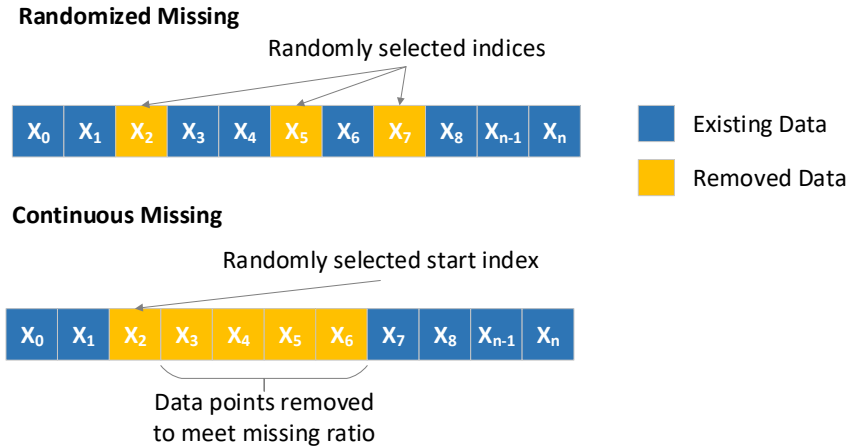 Randomized Missing
Randomly selected indices
X₀ X₁ X₂ X₃ X₄ X₅ X₆ X₇ X₈ Xₙ₋₁ Xₙ
Existing Data
Removed Data
Continuous Missing
Randomly selected start index
X₀ X₁ X₂ X₃ X₄ X₅ X₆ X₇ X₈ Xₙ₋₁ Xₙ
Data points removed
to meet missing ratio